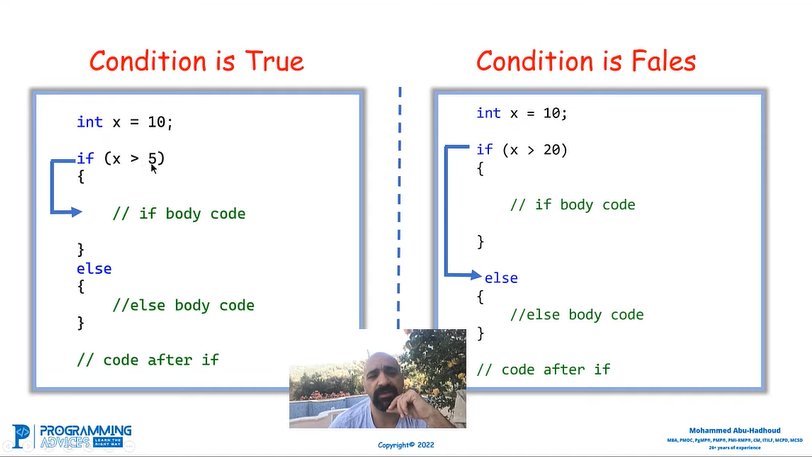 Condition is True
int x = 10;
if (x > 5)
{
// if body code
}
else
{
//else body code
}
// code after if
Condition is Fales
int x = 10;
if (x > 20)
{
// if body code
}
else
{
//else body code
}
// code after if
PROGRAMMING
ADVICES LEARN THE RIGHT WAY
Copyright© 2022
Mohammed Abu-Hadhoud
MBA, PMOC, PgMP®, PMP®, PMI-RMP®, CM, ITILF, MCPD, MCSD
26+ years of experience